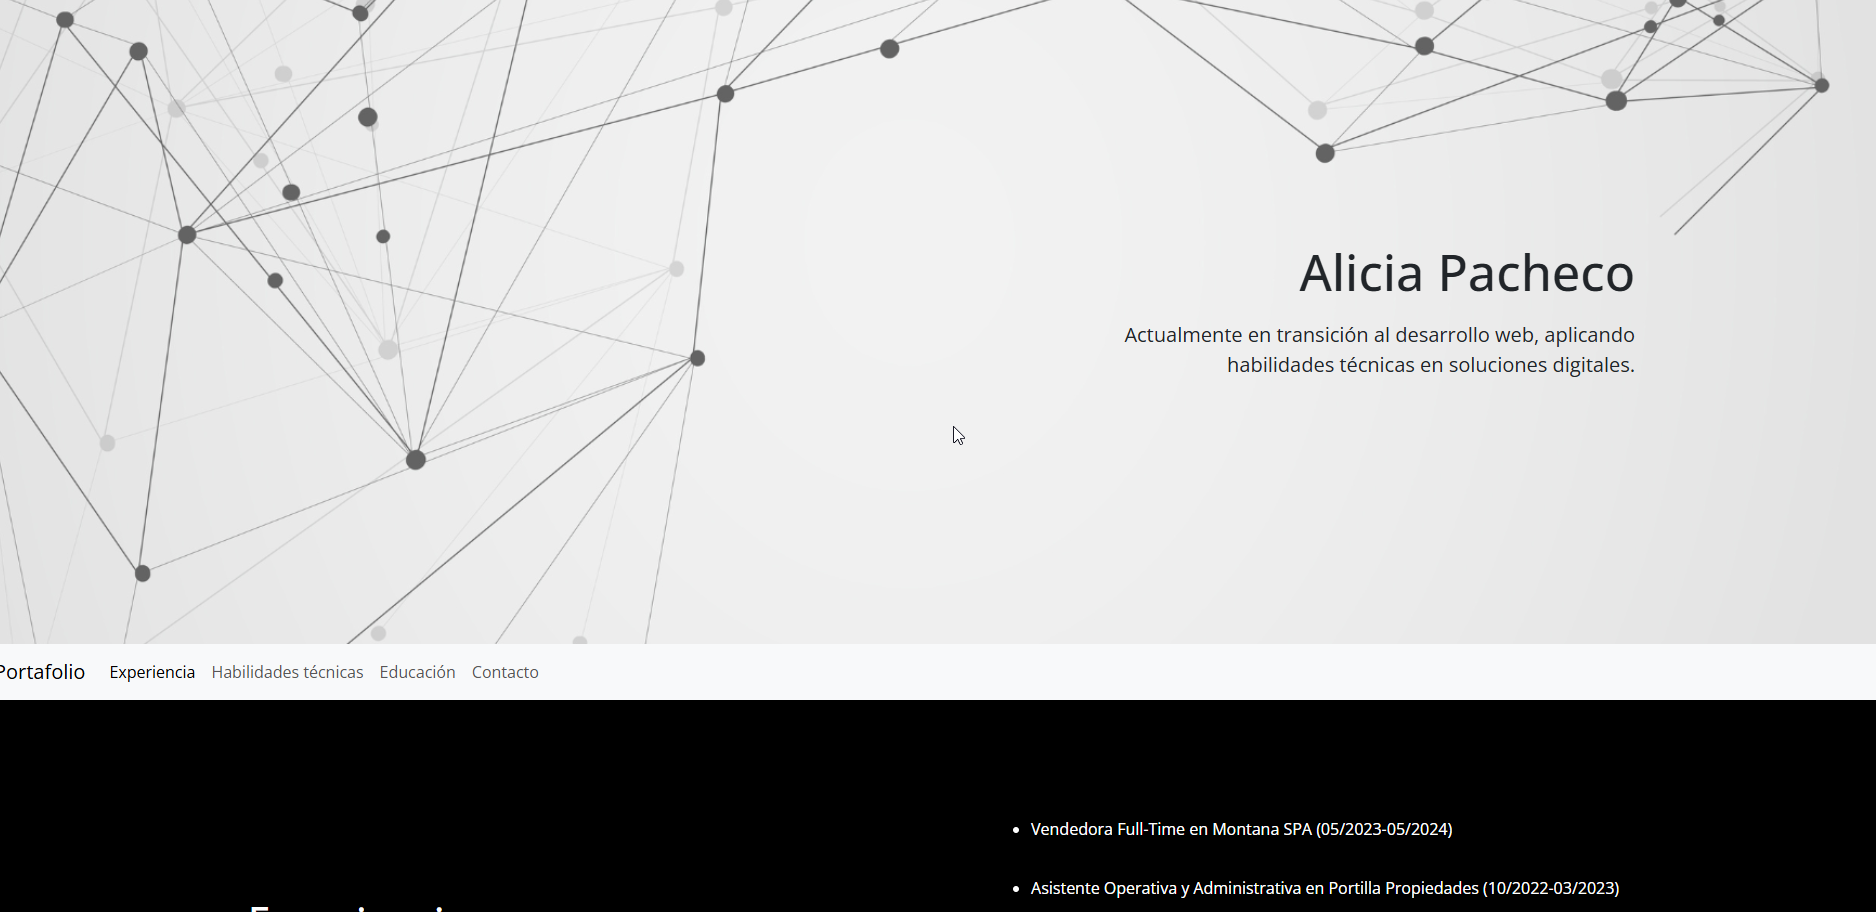 Alicia Pacheco
Actualmente en transición al desarrollo web, aplicando
habilidades técnicas en soluciones digitales.
Portafolio Experiencia Habilidades técnicas Educación Contacto
Vendedora Full-Time en Montana SPA (05/2023-05/2024)
Asistente Operativa y Administrativa en Portilla Propiedades (10/2022-03/2023)